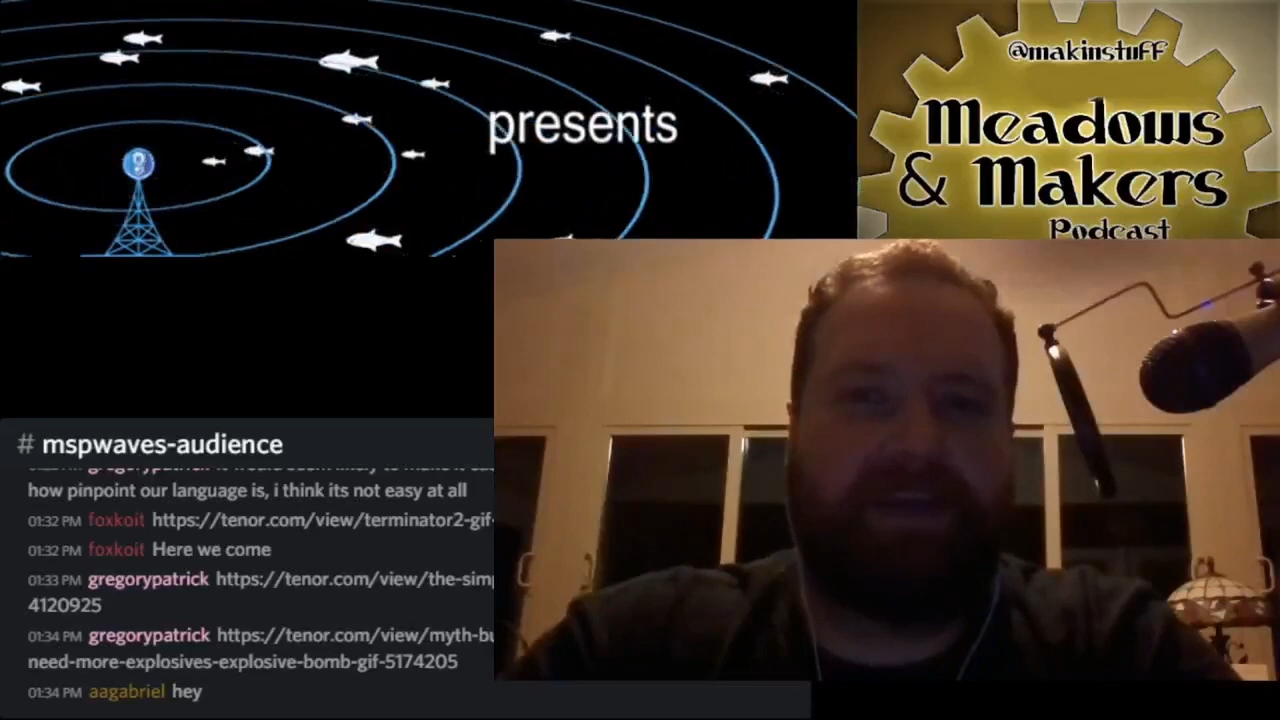 presents
@makinstuff
Meadows
& Makers
Podcast
# mspwaves-audience
how pinpoint our language is, i think its not easy at all
01:32 PM foxkoit https://tenor.com/view/terminator2-gif-
01:32 PM foxkoit Here we come
01:33 PM gregorypatrick https://tenor.com/view/the-sim
4120925
01:34 PM gregorypatrick https://tenor.com/view/myth-bu
need-more-explosives-explosive-bomb-gif-5174205
01:34 PM aagabriel hey